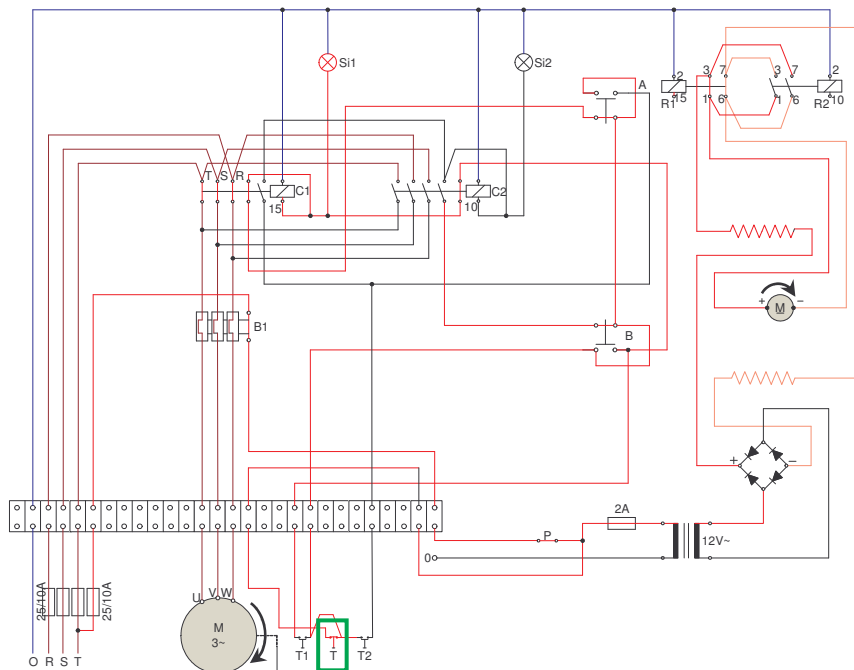 Si1
Si2
A
2
R1
15
3 7
1 6
3 7
1 6
2
R2 10
T S R
C1
15
C2
10
B1
B
+ −
M
+ −
2A
P
12V~
0
25/10A
25/10A
U V W
M
3~
T1 T T2
O R S T